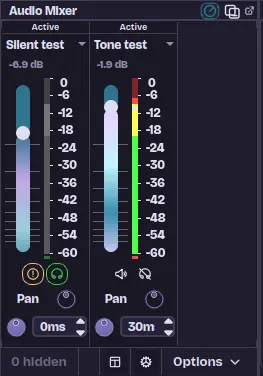 Audio Mixer
Active Active
Silent test Tone test
-6.9 dB -1.9 dB
0 0
-6 -6
-12 -12
-18 -18
-24 -24
-30 -30
-36 -36
-42 -42
-48 -48
-54 -54
-60 -60
Pan Pan
0ms 30m
0 hidden Options